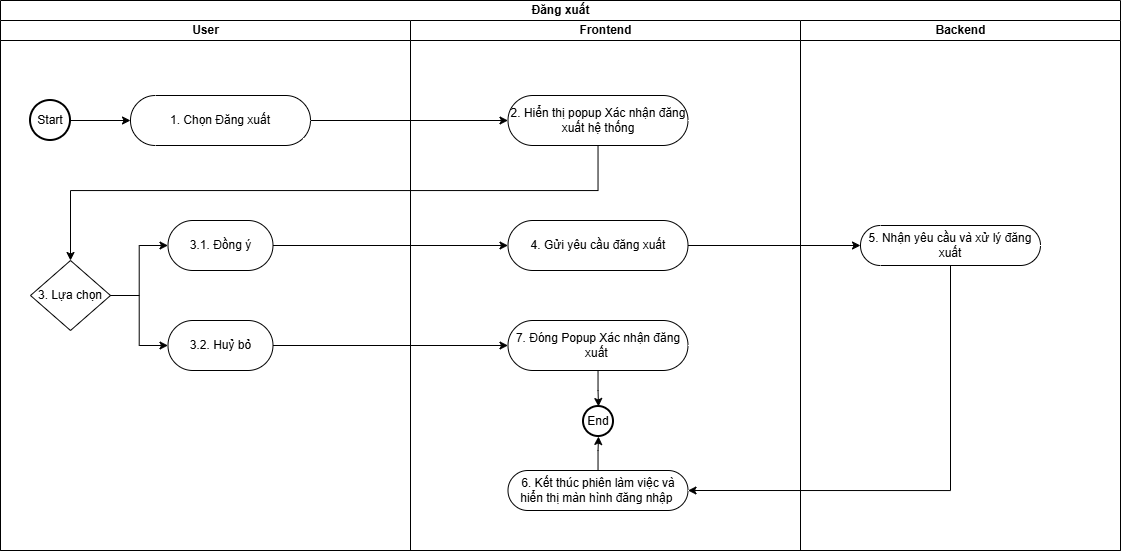 Đăng xuất
User
Frontend
Backend
Start
1. Chọn Đăng xuất
2. Hiển thị popup Xác nhận đăng
xuất hệ thống
3.1. Đồng ý
4. Gửi yêu cầu đăng xuất
5. Nhận yêu cầu và xử lý đăng
xuất
3. Lựa chọn
3.2. Huỷ bỏ
7. Đóng Popup Xác nhận đăng
xuất
End
6. Kết thúc phiên làm việc và
hiển thị màn hình đăng nhập